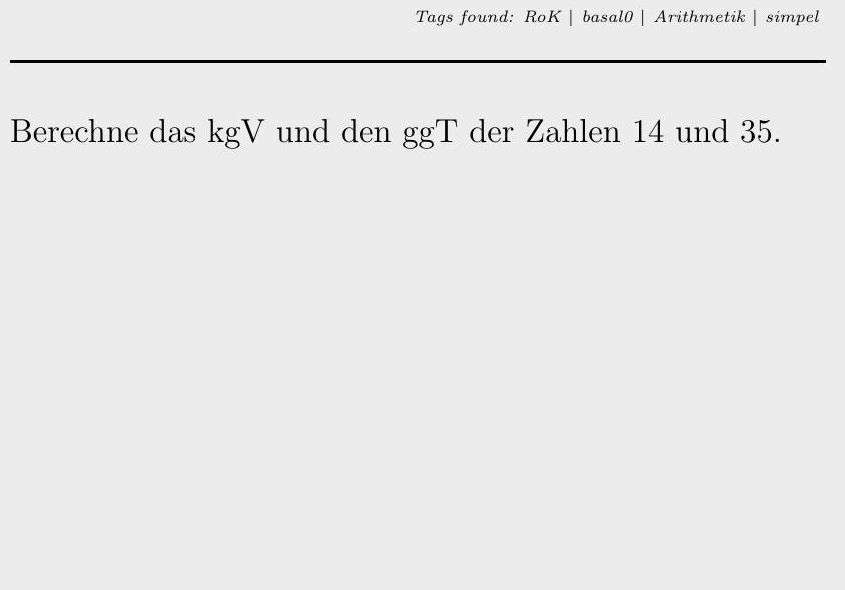 Tags found: RoK | basal0 | Arithmetik | simpel
Berechne das kgV und den ggT der Zahlen 14 und 35.